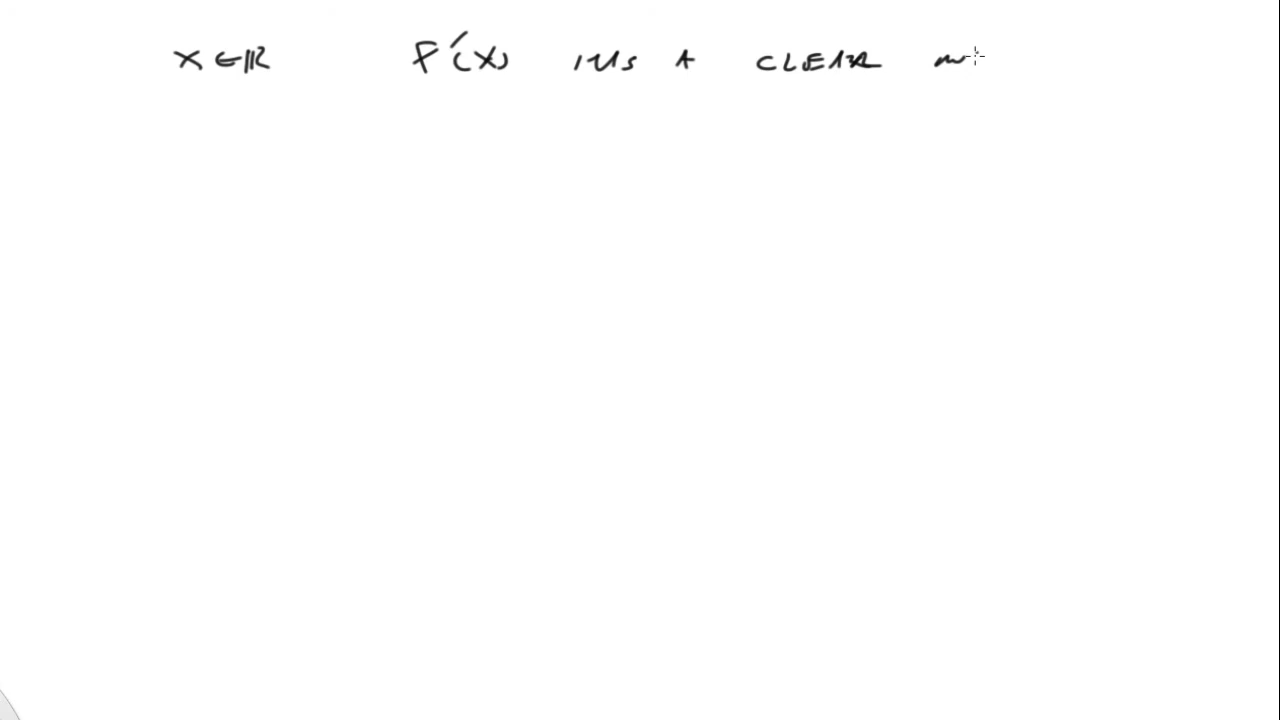 x ∈ ℝ F'(x) HAS A CLEAR